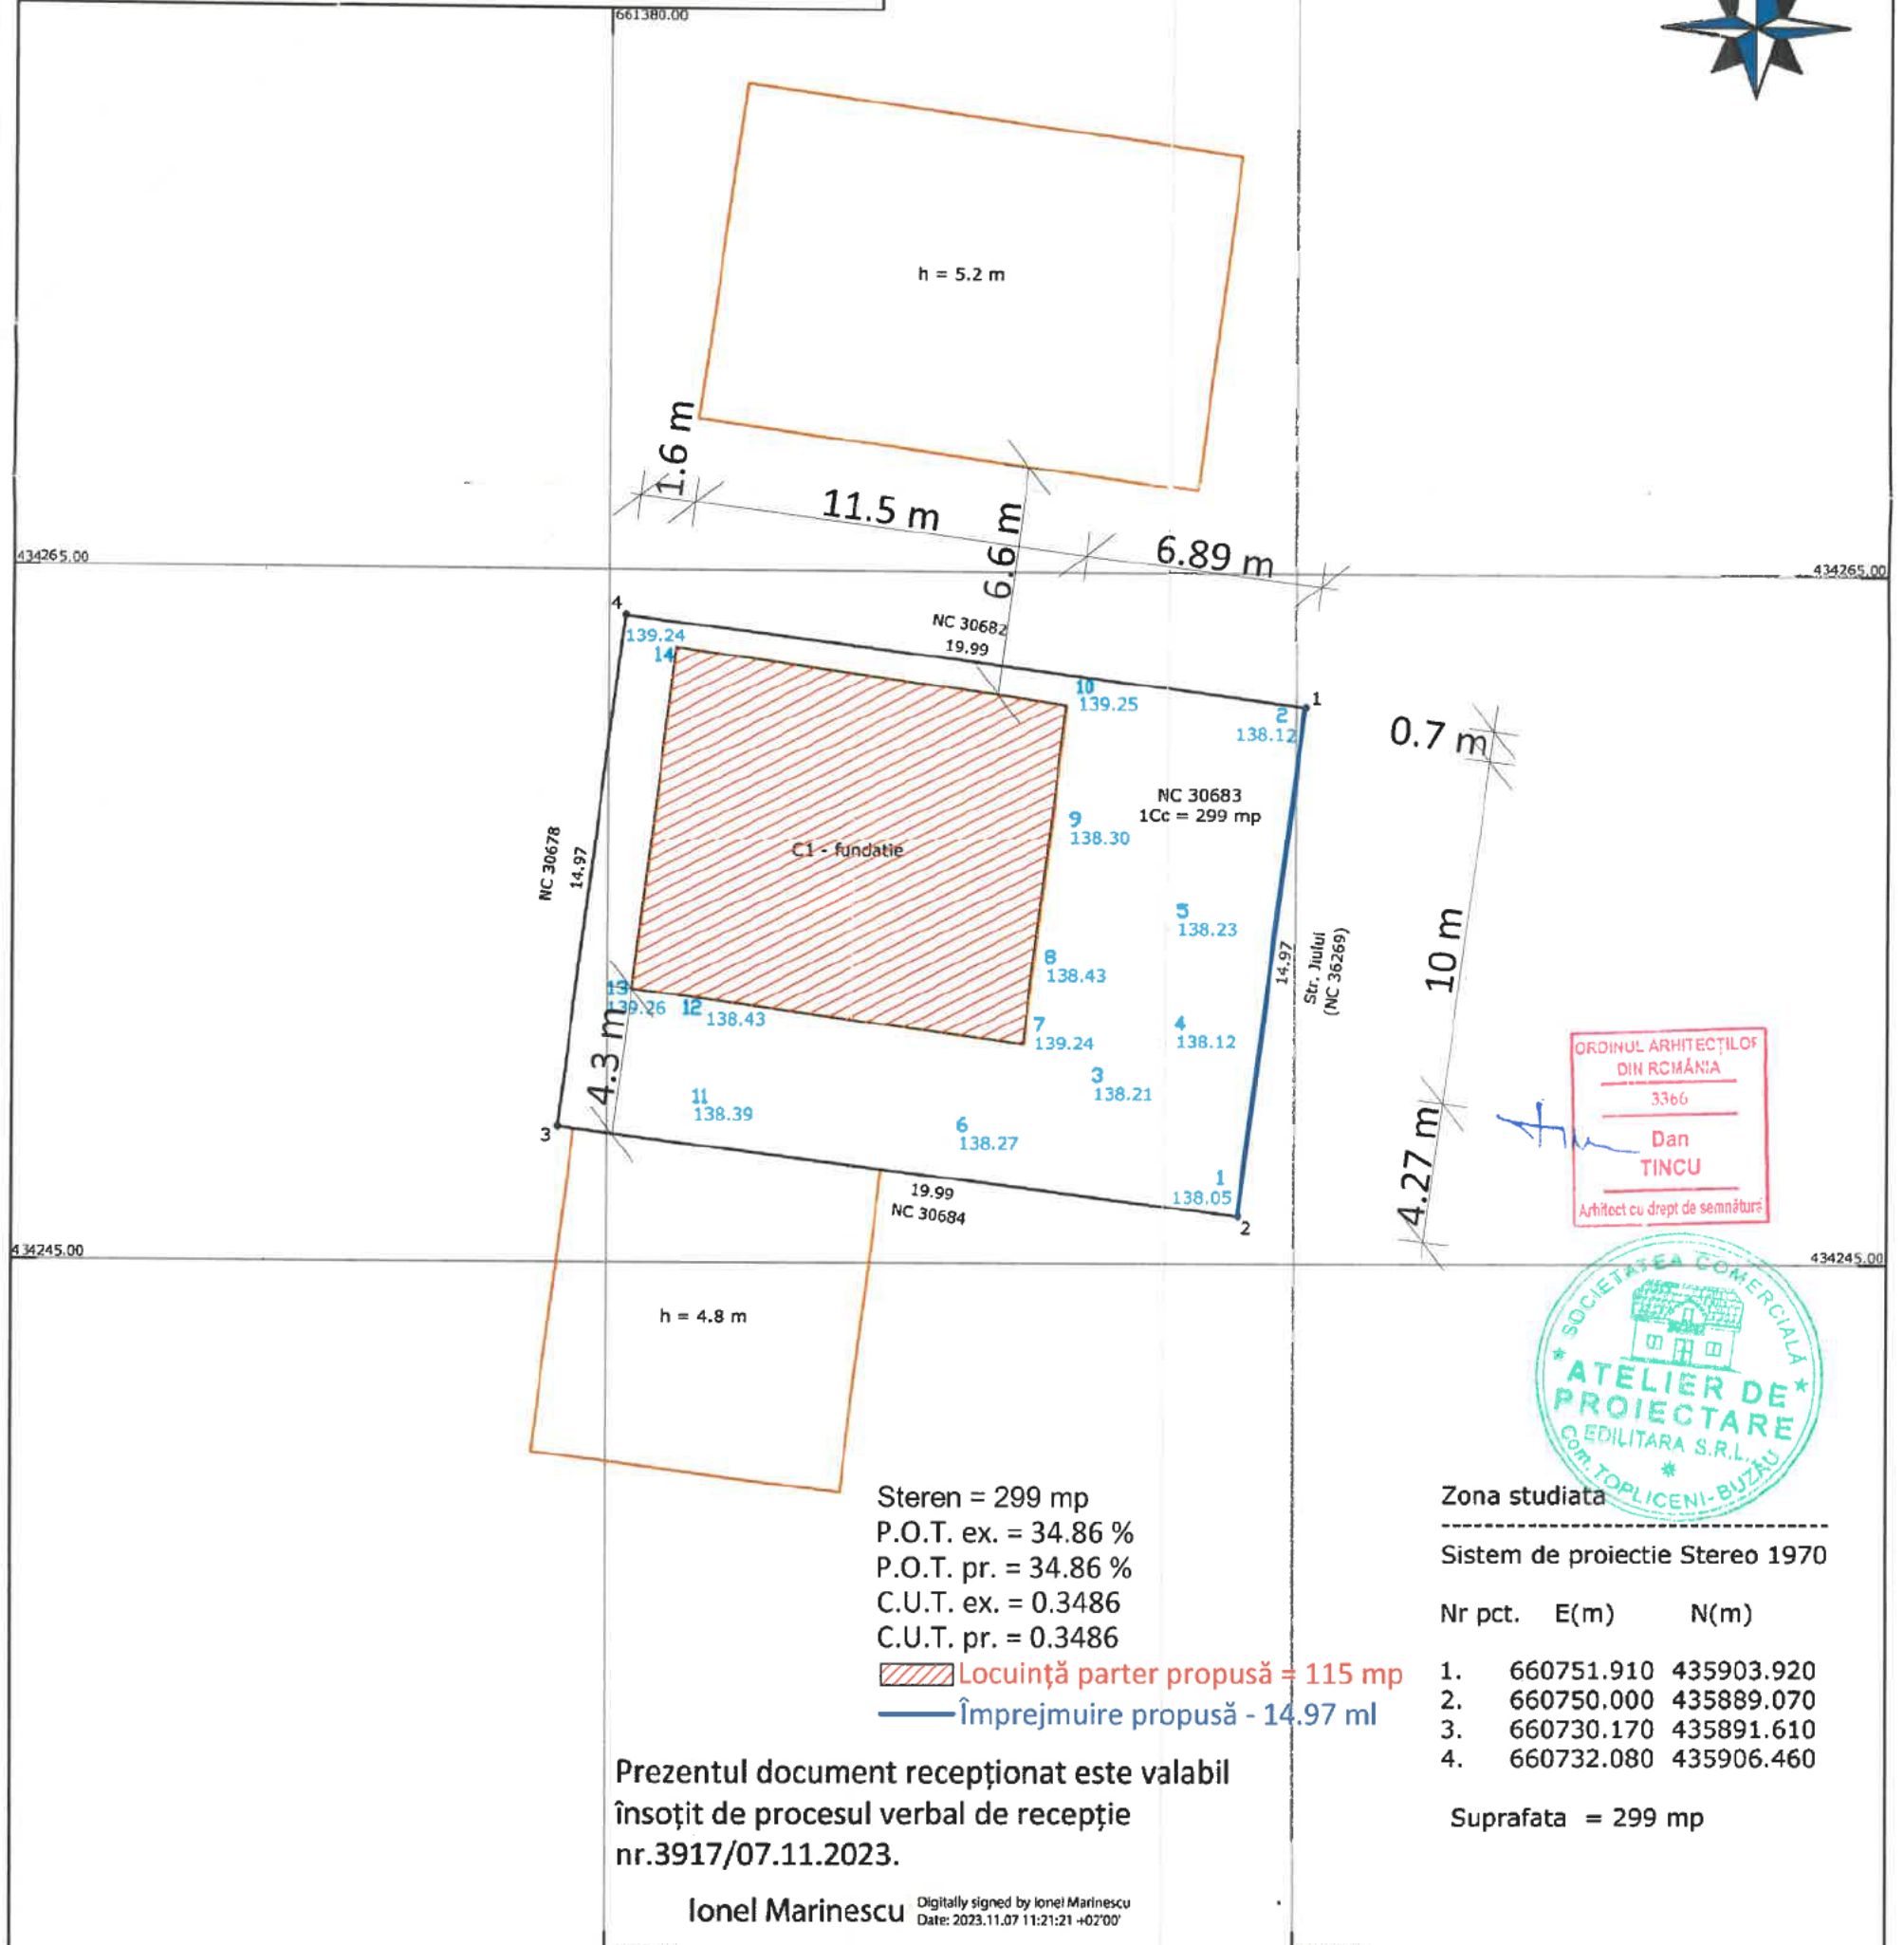 661380.00
h = 5.2 m
1.6 m
11.5 m
6.6 m
6.89 m
434265.00
434265.00
4
NC 30682
19.99
139.24
14
10
139.25
1
2
138.12
0.7 m
NC 30683
1Cc = 299 mp
9
138.30
C1 - fundatie
NC 30678
14.97
5
138.23
10 m
14.97
Str. Jiului
(NC 36269)
8
138.43
13
139.26
12
138.43
7
139.24
4
138.12
4.3 m
3
138.21
11
138.39
6
138.27
3
4.27 m
1
138.05
19.99
NC 30684
2
ORDINUL ARHITECȚILOR
DIN ROMÂNIA
3366
Dan
TINCU
Arhitect cu drept de semnătură
434245.00
434245.00
h = 4.8 m
SOCIETATEA COMERCIALĂ
ATELIER DE
PROIECTARE
EDILITARA S.R.L.
Com. TOPLICENI-BUZĂU
Steren = 299 mp
P.O.T. ex. = 34.86 %
P.O.T. pr. = 34.86 %
C.U.T. ex. = 0.3486
C.U.T. pr. = 0.3486
Locuință parter propusă = 115 mp
Împrejmuire propusă - 14.97 ml
Zona studiata
Sistem de proiectie Stereo 1970
Nr pct. E(m) N(m)
1. 660751.910 435903.920
2. 660750.000 435889.070
3. 660730.170 435891.610
4. 660732.080 435906.460
Suprafata = 299 mp
Prezentul document recepționat este valabil
însoțit de procesul verbal de recepție
nr.3917/07.11.2023.
Ionel Marinescu
Digitally signed by Ionel Marinescu
Date: 2023.11.07 11:21:21 +02'00'